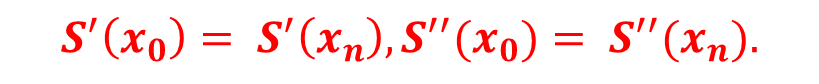 S′(x₀) = S′(xₙ), S′′(x₀) = S′′(xₙ).